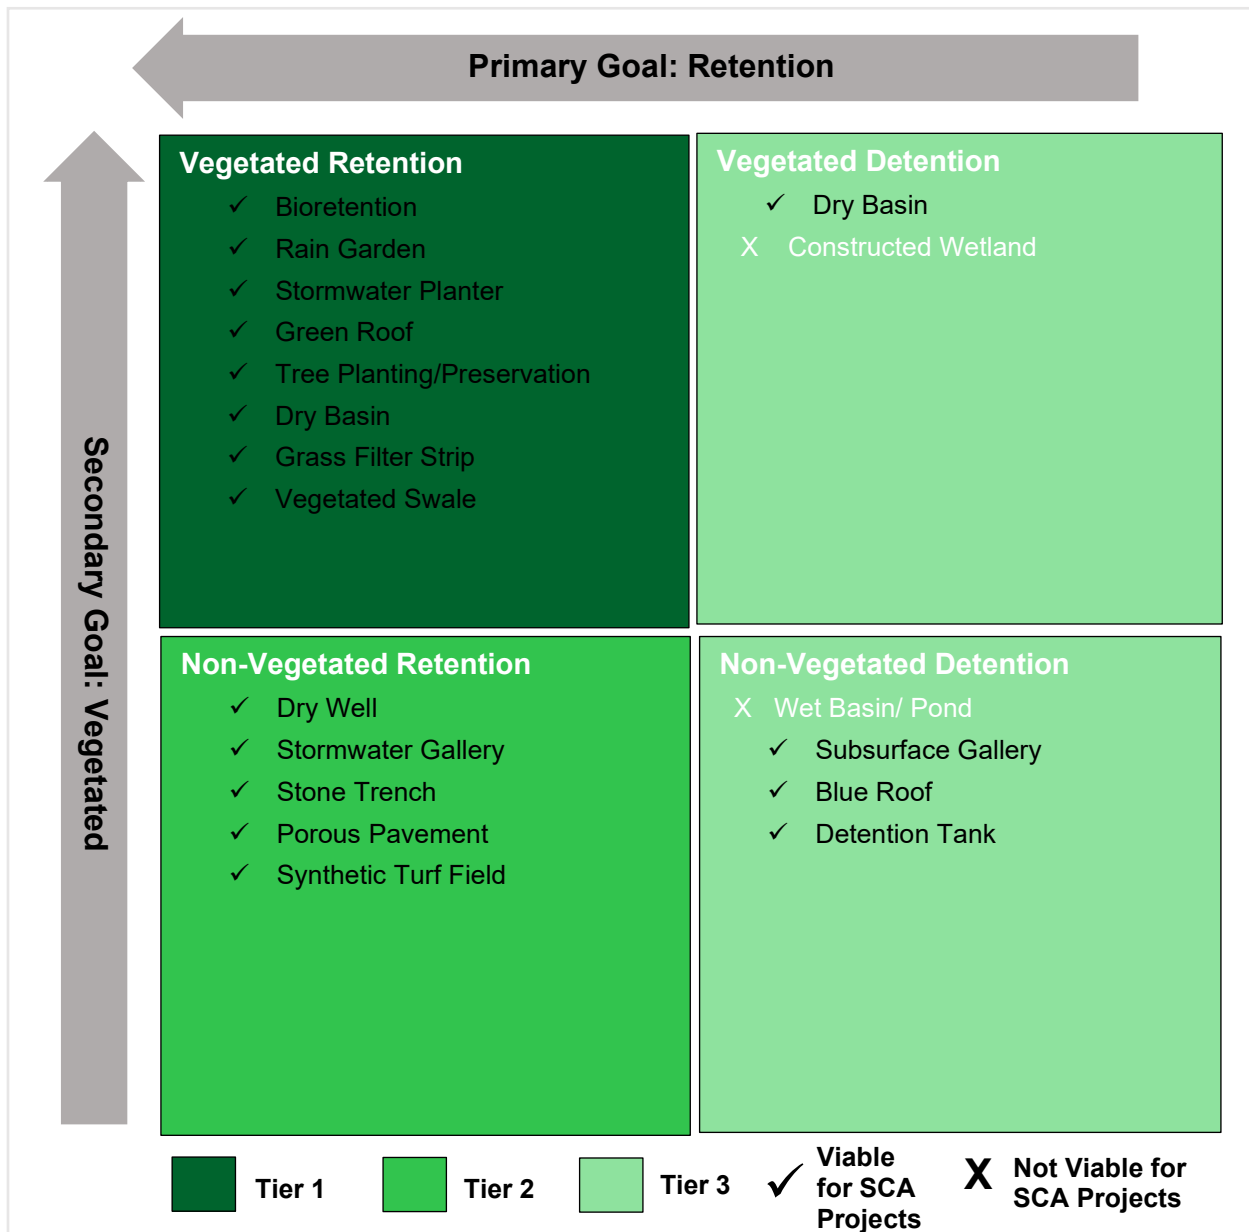 Primary Goal: Retention
Secondary Goal: Vegetated
Vegetated Retention
✓ Bioretention
✓ Rain Garden
✓ Stormwater Planter
✓ Green Roof
✓ Tree Planting/Preservation
✓ Dry Basin
✓ Grass Filter Strip
✓ Vegetated Swale
Vegetated Detention
✓ Dry Basin
X Constructed Wetland
Non-Vegetated Retention
✓ Dry Well
✓ Stormwater Gallery
✓ Stone Trench
✓ Porous Pavement
✓ Synthetic Turf Field
Non-Vegetated Detention
X Wet Basin/ Pond
✓ Subsurface Gallery
✓ Blue Roof
✓ Detention Tank
Tier 1
Tier 2
Tier 3
✓ Viable
for SCA
Projects
X Not Viable for
SCA Projects